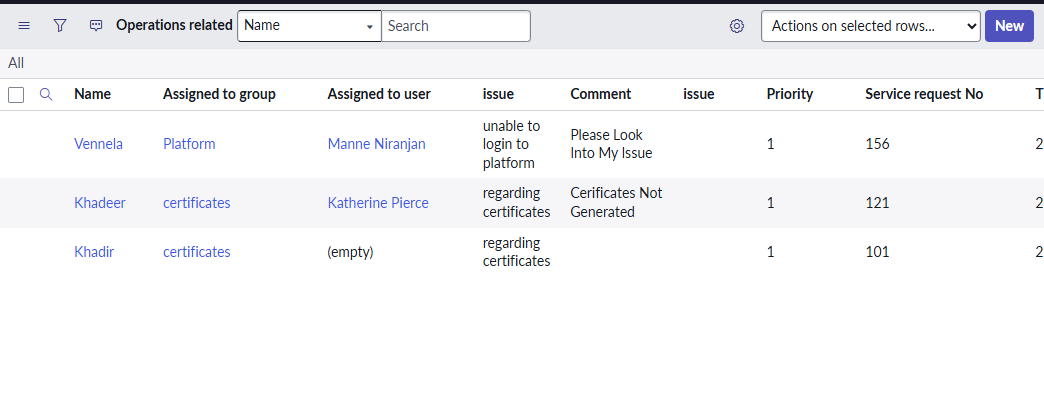 Operations related Name Search Actions on selected rows... New
All
Name Assigned to group Assigned to user issue Comment issue Priority Service request No T
Vennela Platform Manne Niranjan unable to login to platform Please Look Into My Issue 1 156 2
Khadeer certificates Katherine Pierce regarding certificates Cerificates Not Generated 1 121 2
Khadir certificates (empty) regarding certificates 1 101 2